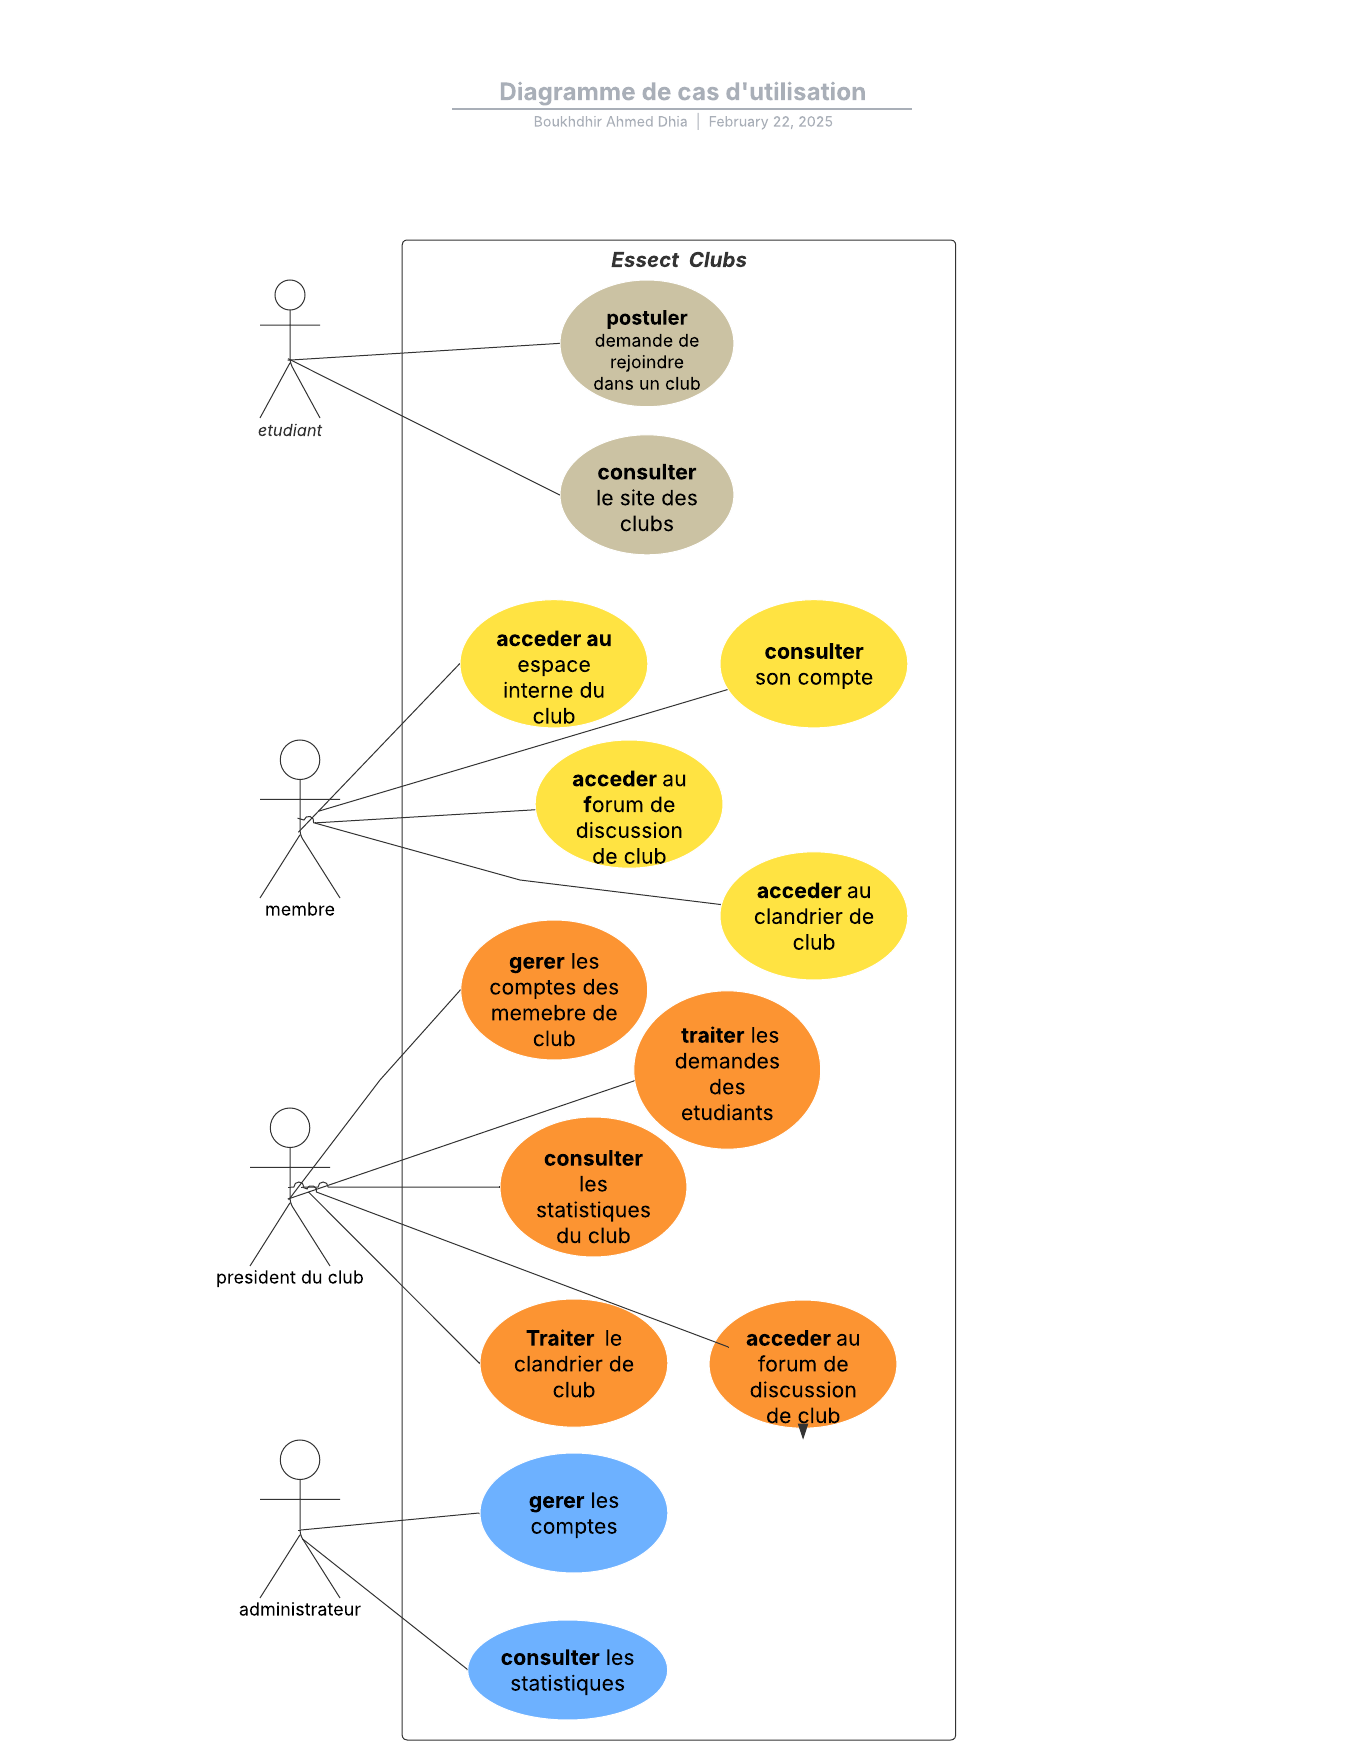 Diagramme de cas d'utilisation
Boukhdhir Ahmed Dhia | February 22, 2025
Essect Clubs
postuler
demande de
rejoindre
dans un club
etudiant
consulter
le site des
clubs
acceder au
espace
interne du
club
consulter
son compte
acceder au
forum de
discussion
de club
membre
acceder au
clandrier de
club
gerer les
comptes des
memebre de
club
traiter les
demandes
des
etudiants
consulter
les
statistiques
du club
president du club
Traiter le
clandrier de
club
acceder au
forum de
discussion
de club
gerer les
comptes
administrateur
consulter les
statistiques